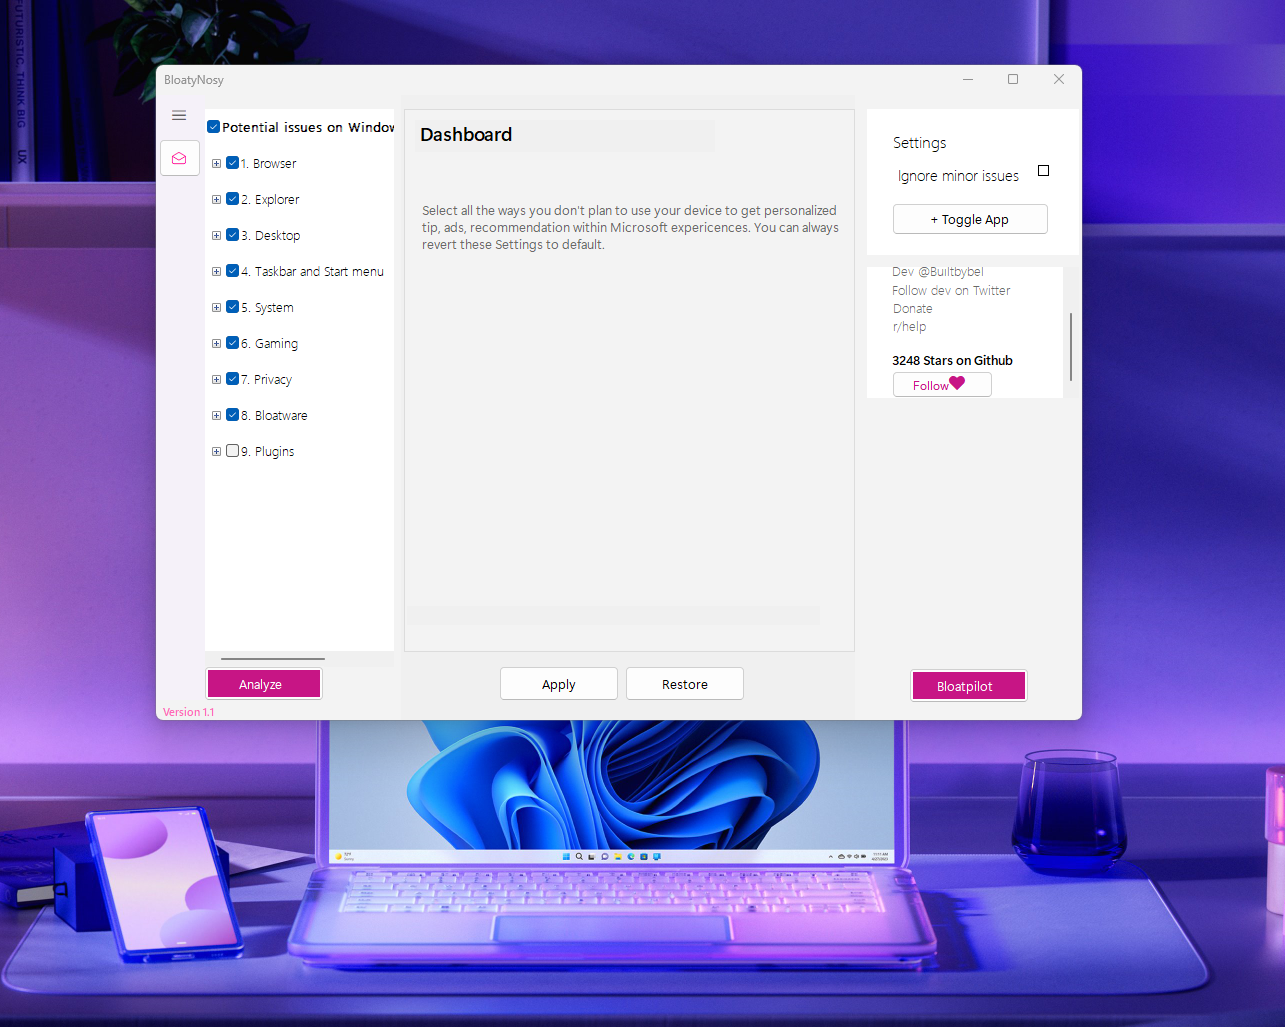 FUTURISTIC. THINK BIG
UX
BloatyNosy
Potential issues on Window
1. Browser
2. Explorer
3. Desktop
4. Taskbar and Start menu
5. System
6. Gaming
7. Privacy
8. Bloatware
9. Plugins
Analyze
Version 1.1
Dashboard
Select all the ways you don't plan to use your device to get personalized
tip, ads, recommendation within Microsoft expericences. You can always
revert these Settings to default.
Apply
Restore
Settings
Ignore minor issues
+ Toggle App
Dev @Builtbybel
Follow dev on Twitter
Donate
r/help
3248 Stars on Github
Follow
Bloatpilot